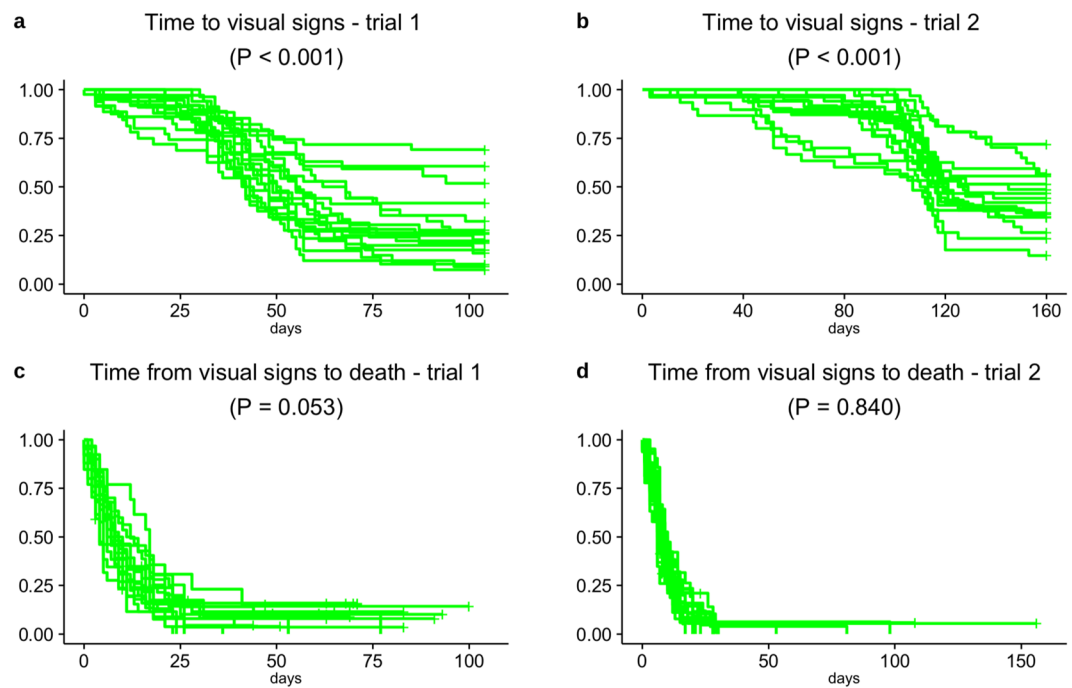 a
Time to visual signs - trial 1
(P < 0.001)
1.00
0.75
0.50
0.25
0.00
0 25 50 75 100
days
b
Time to visual signs - trial 2
(P < 0.001)
1.00
0.75
0.50
0.25
0.00
0 40 80 120 160
days
c
Time from visual signs to death - trial 1
(P = 0.053)
1.00
0.75
0.50
0.25
0.00
0 25 50 75 100
days
d
Time from visual signs to death - trial 2
(P = 0.840)
1.00
0.75
0.50
0.25
0.00
0 50 100 150
days